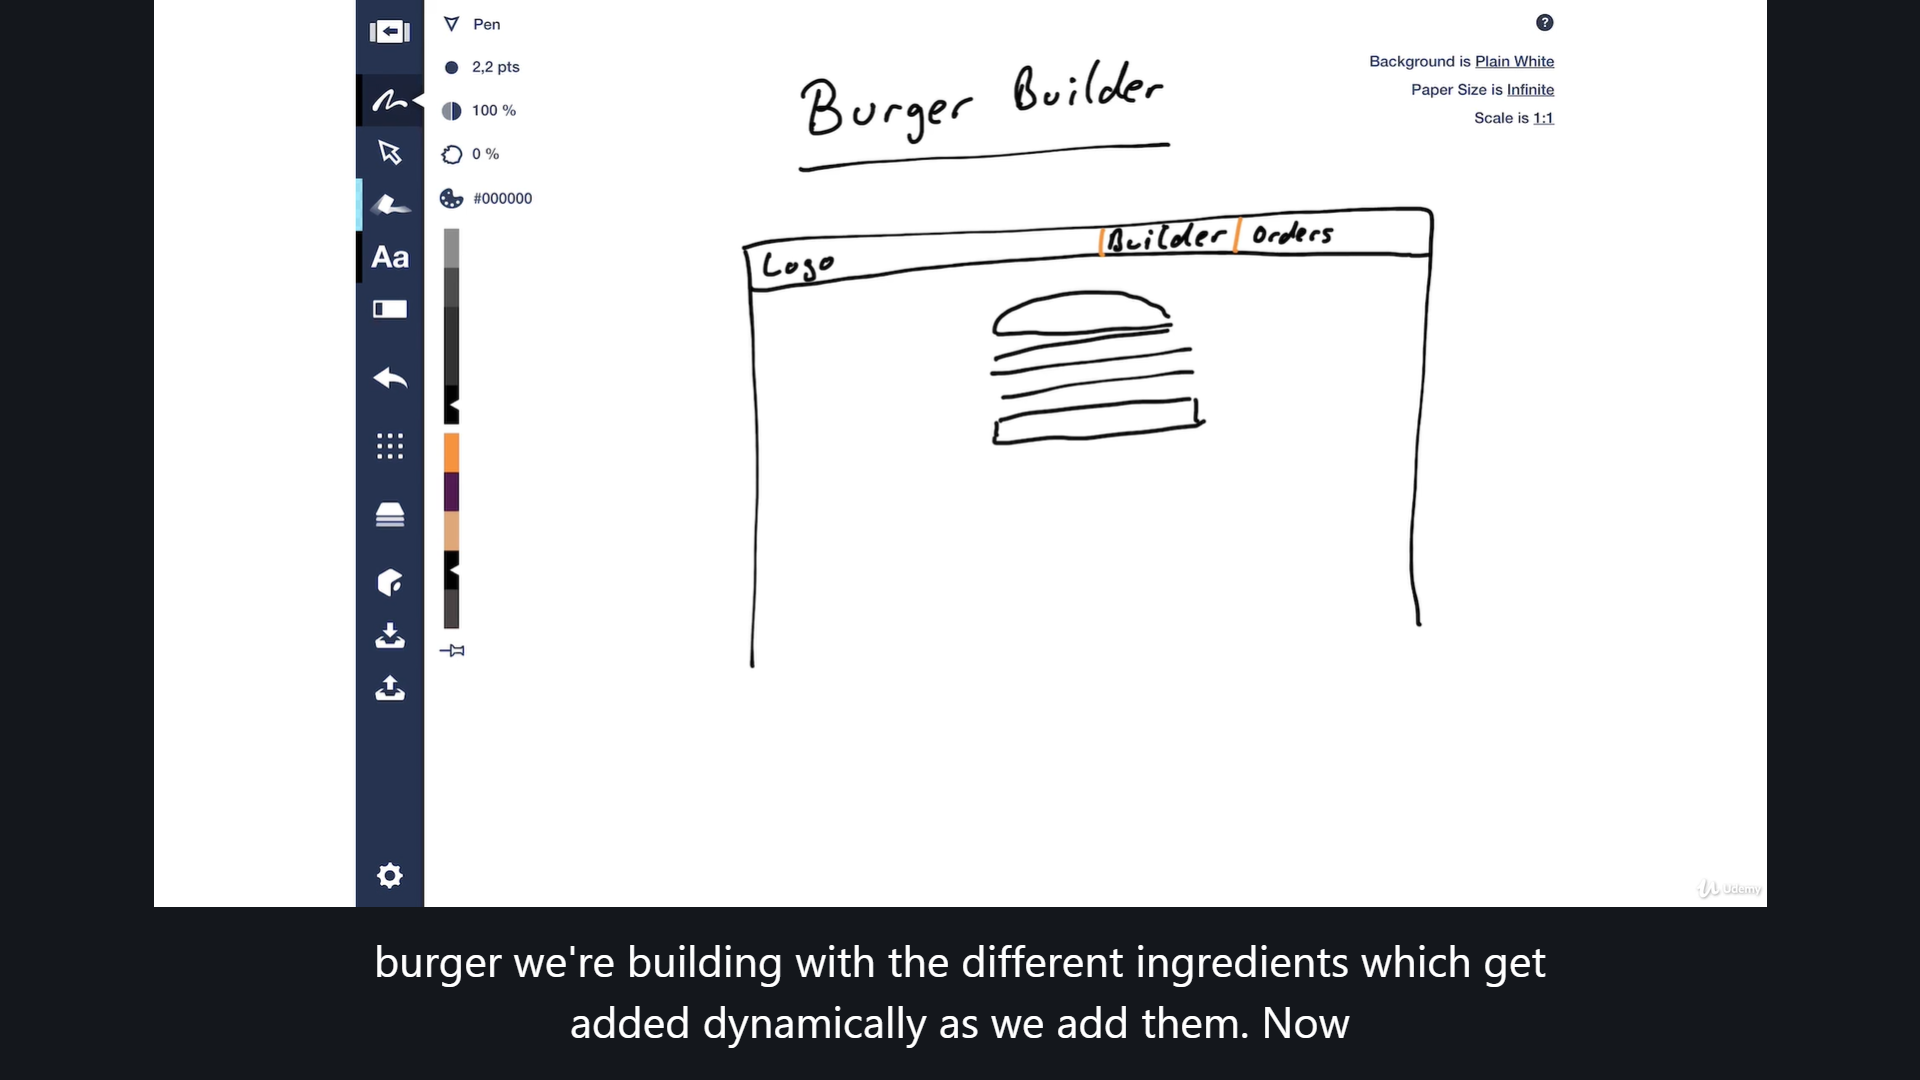 Pen
2,2 pts
100 %
0 %
#000000
Aa
?
Background is Plain White
Paper Size is Infinite
Scale is 1:1
Burger Builder
Logo
Builder
Orders
Udemy
burger we're building with the different ingredients which get
added dynamically as we add them. Now